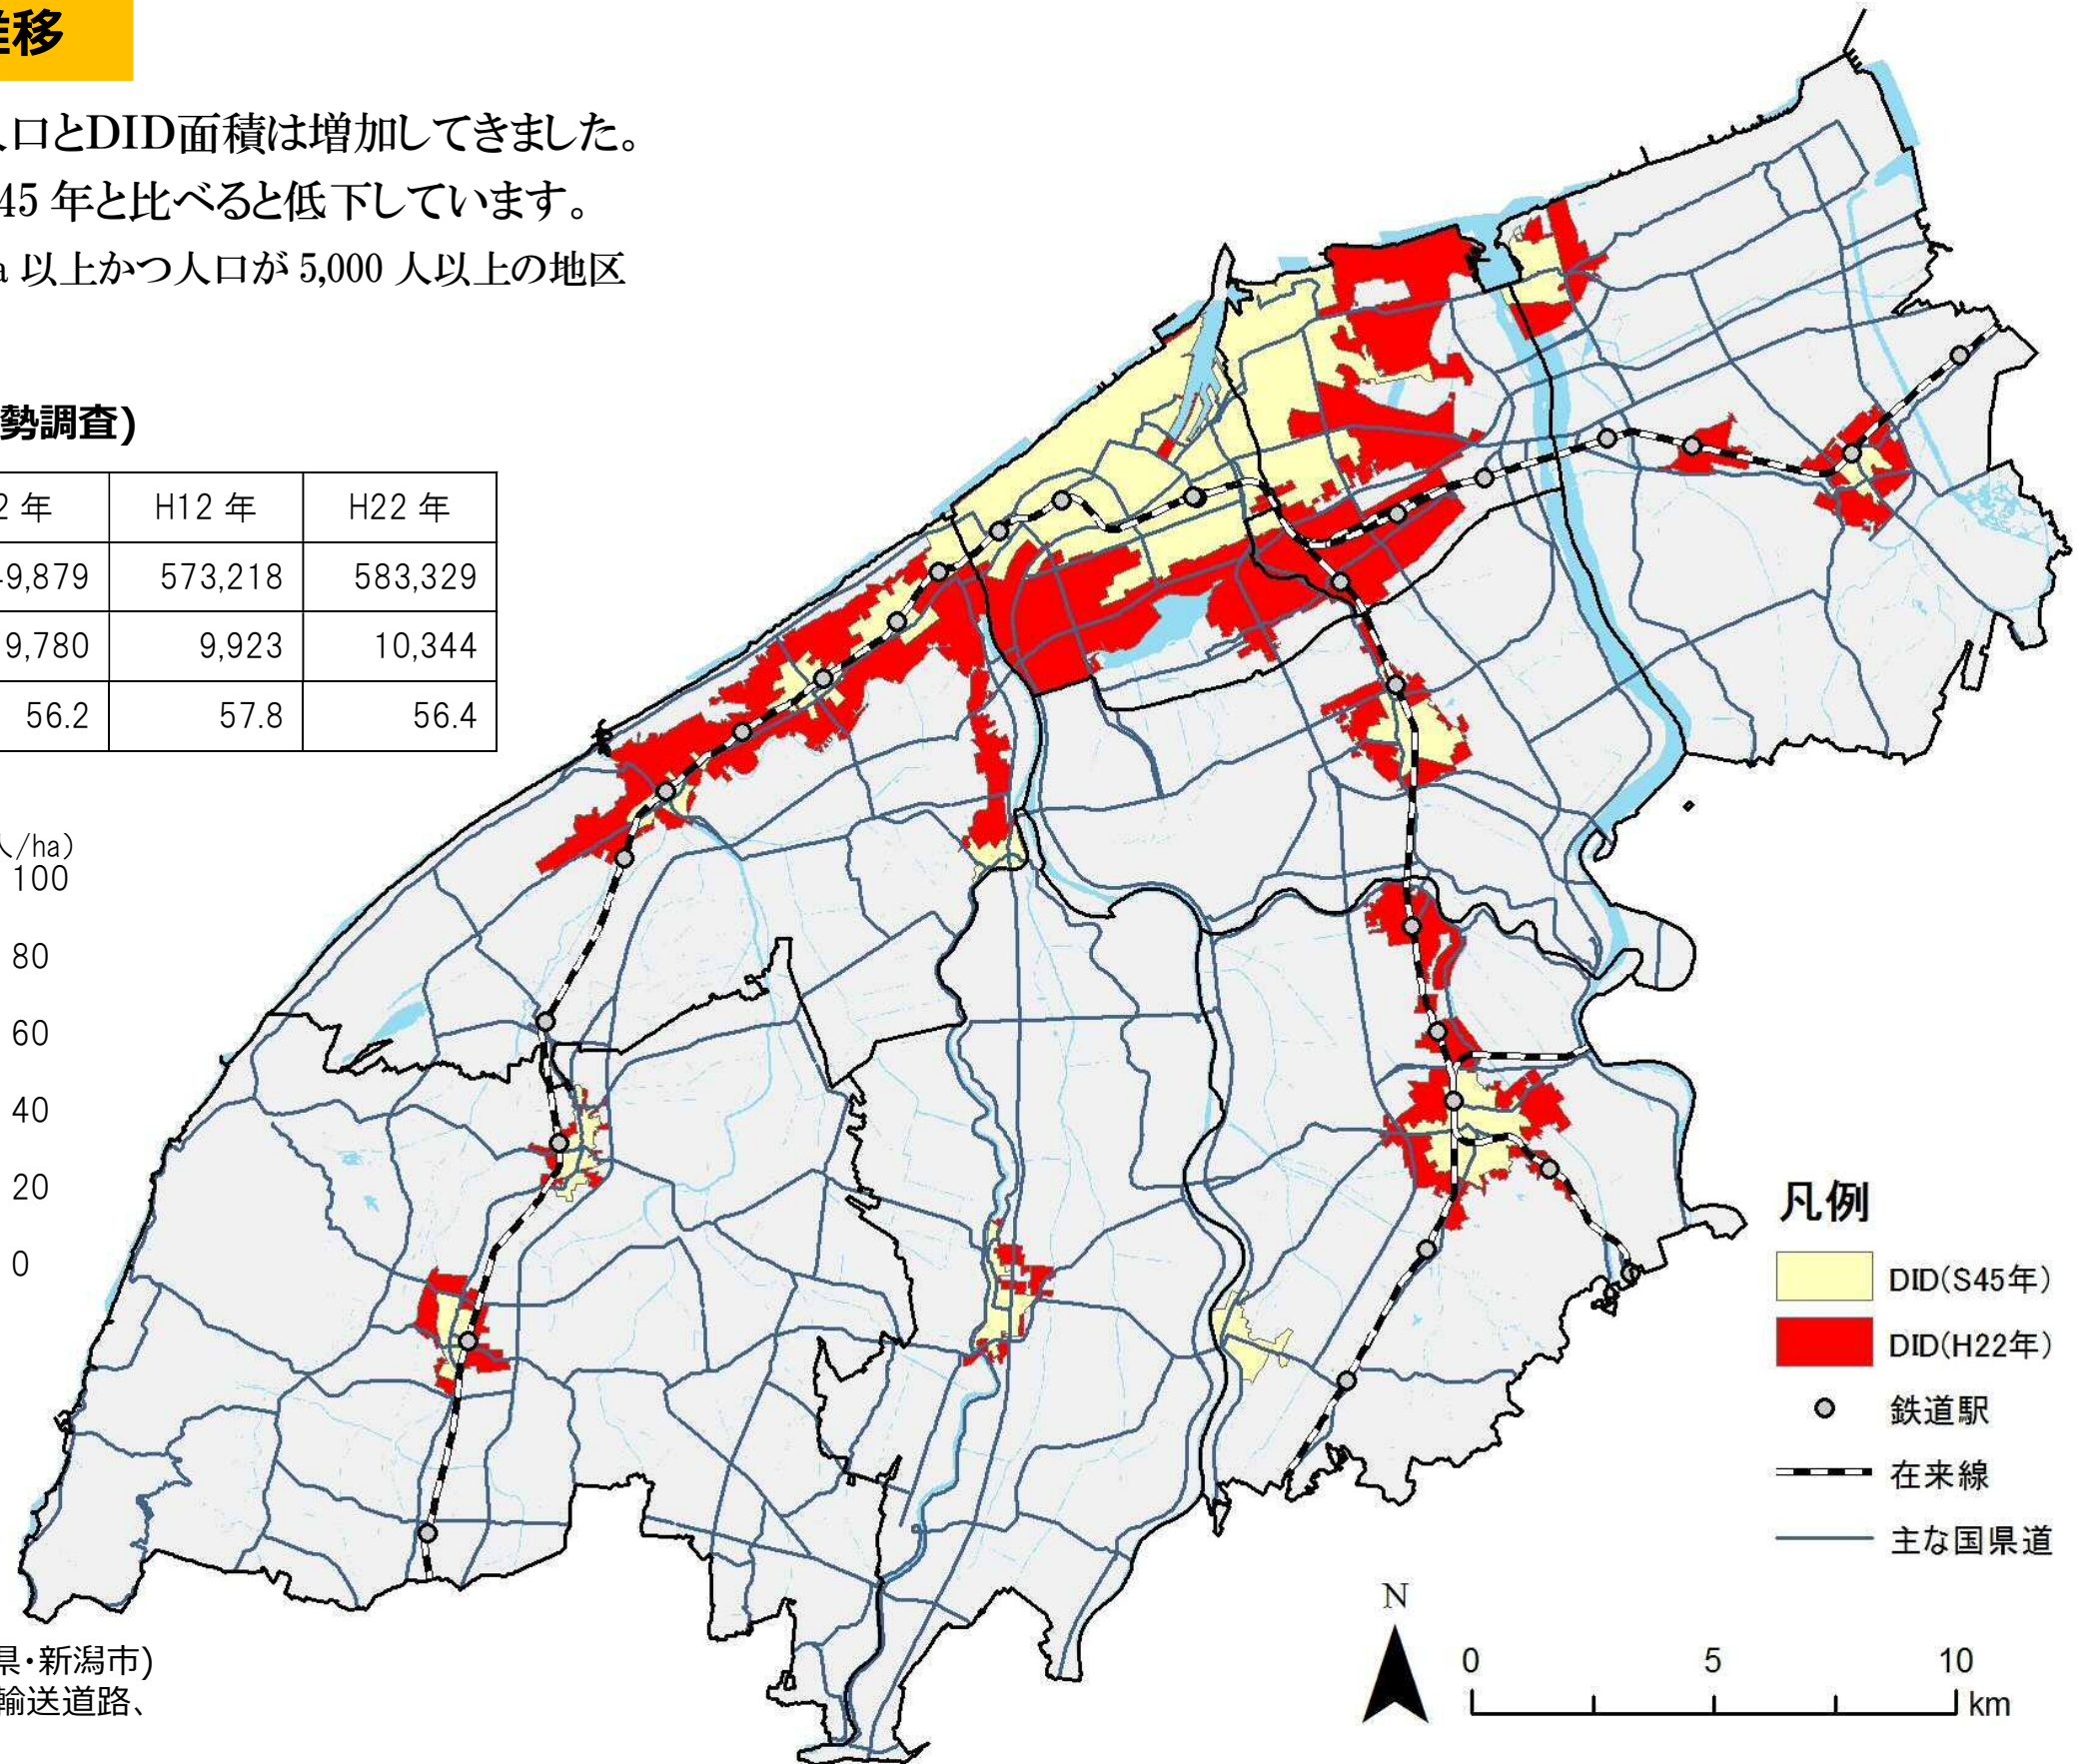 推移
人口とDID面積は増加してきました。
45 年と比べると低下しています。
a 以上かつ人口が 5,000 人以上の地区
勢調査)
2 年 H12 年 H22 年
9,879 573,218 583,329
9,780 9,923 10,344
56.2 57.8 56.4
人/ha)
100
80
60
40
20
0
凡例
DID(S45年)
DID(H22年)
鉄道駅
在来線
主な国県道
N
0 5 10
km
県・新潟市)
輸送道路、